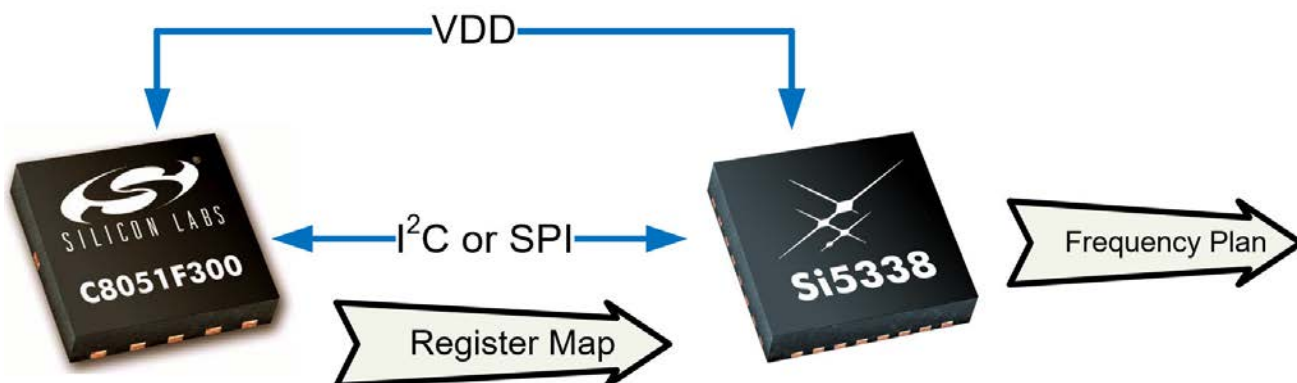 VDD
SILICON LABS
®
C8051F300
I²C or SPI
Si5338
Frequency Plan
Register Map